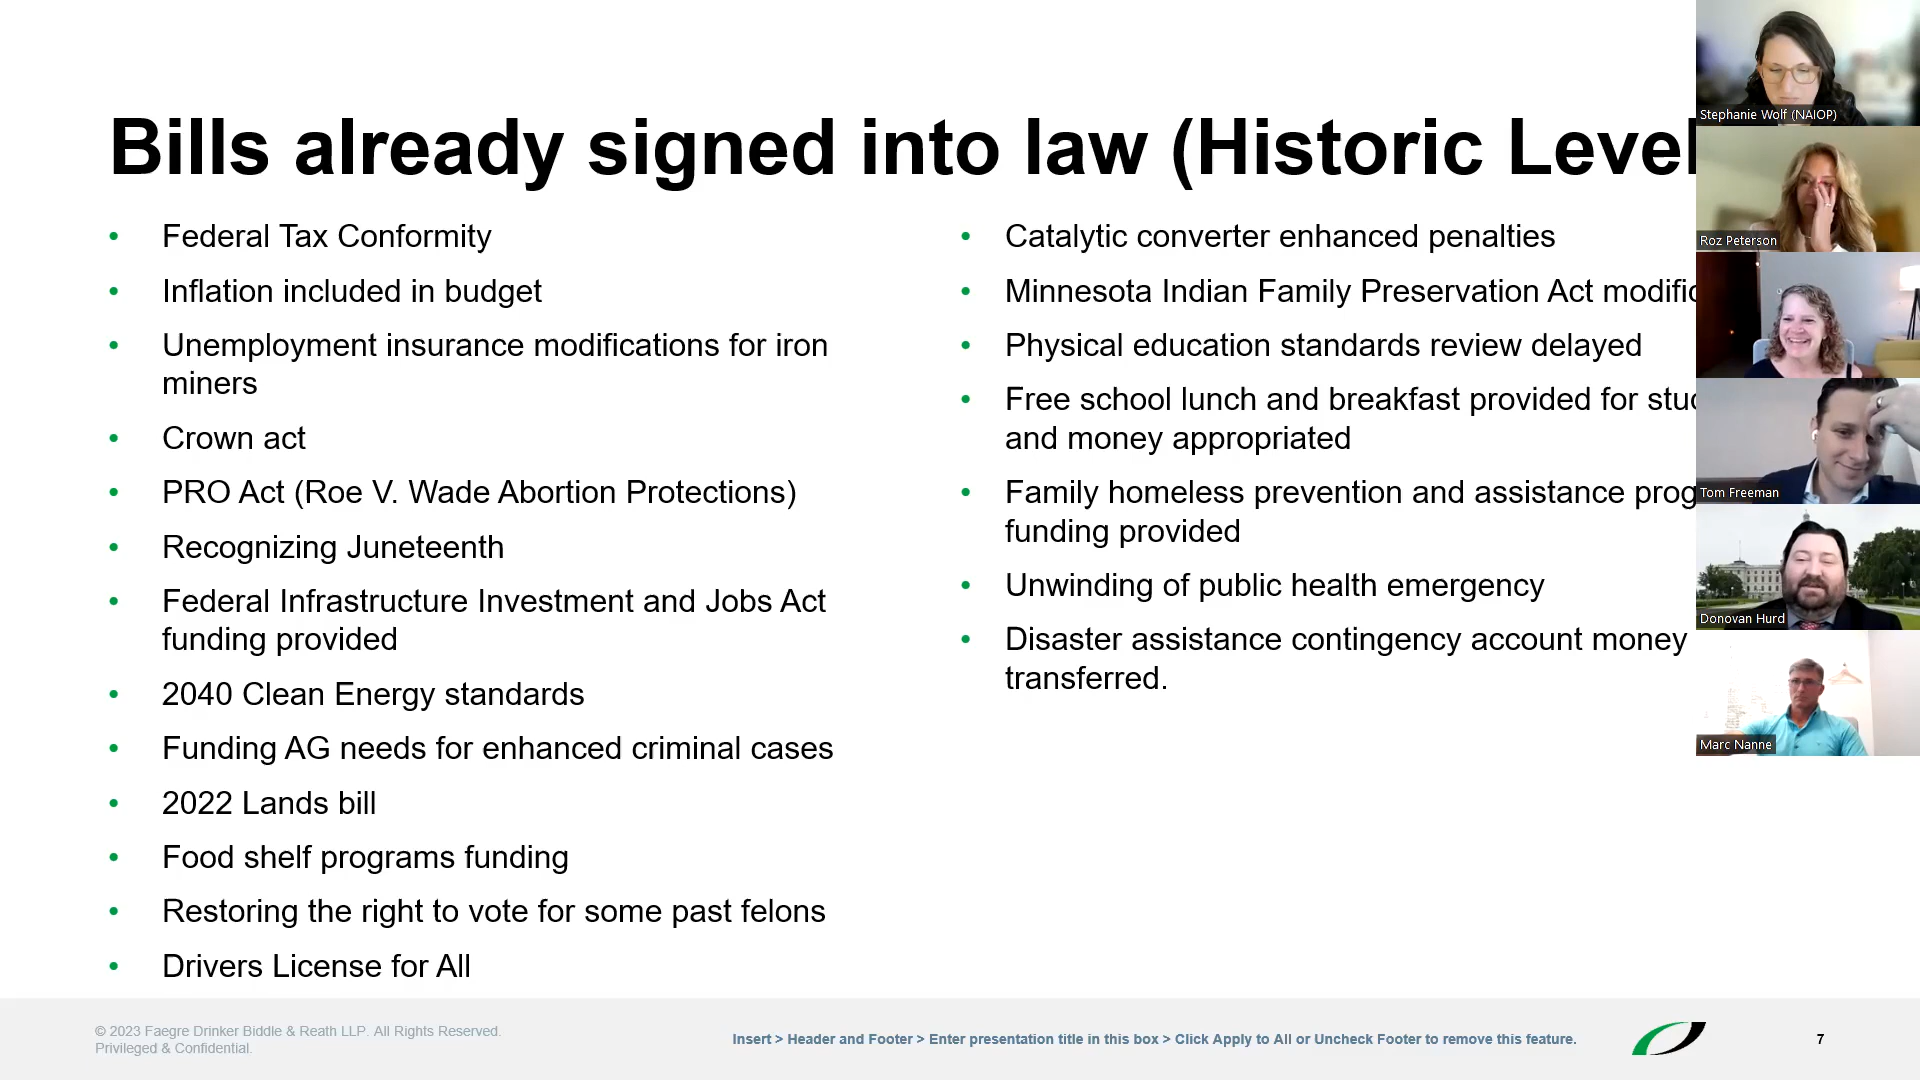 Bills already signed into law (Historic Level
• Federal Tax Conformity
• Inflation included in budget
• Unemployment insurance modifications for iron
miners
• Crown act
• PRO Act (Roe V. Wade Abortion Protections)
• Recognizing Juneteenth
• Federal Infrastructure Investment and Jobs Act
funding provided
• 2040 Clean Energy standards
• Funding AG needs for enhanced criminal cases
• 2022 Lands bill
• Food shelf programs funding
• Restoring the right to vote for some past felons
• Drivers License for All
• Catalytic converter enhanced penalties
• Minnesota Indian Family Preservation Act modific
• Physical education standards review delayed
• Free school lunch and breakfast provided for stu
and money appropriated
• Family homeless prevention and assistance prog
funding provided
• Unwinding of public health emergency
• Disaster assistance contingency account money
transferred.
Stephanie Wolf (NAIOP)
Roz Peterson
Tom Freeman
Donovan Hurd
Marc Nanne
© 2023 Faegre Drinker Biddle & Reath LLP. All Rights Reserved.
Privileged & Confidential.
Insert > Header and Footer > Enter presentation title in this box > Click Apply to All or Uncheck Footer to remove this feature.
7